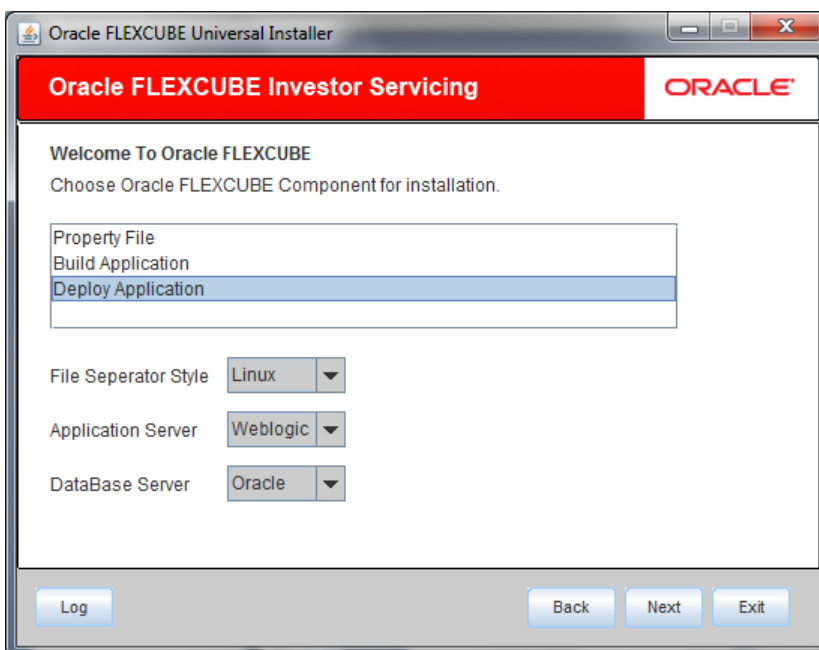 Oracle FLEXCUBE Universal Installer
Oracle FLEXCUBE Investor Servicing
ORACLE
Welcome To Oracle FLEXCUBE
Choose Oracle FLEXCUBE Component for installation.
Property File
Build Application
Deploy Application
File Seperator Style Linux
Application Server Weblogic
DataBase Server Oracle
Log Back Next Exit